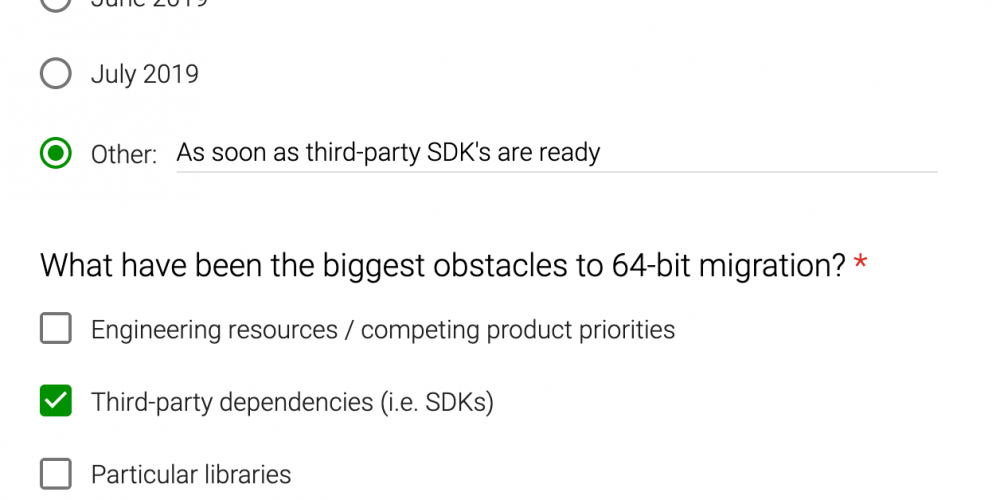 June 2019
July 2019
Other: As soon as third-party SDK's are ready
What have been the biggest obstacles to 64-bit migration? *
Engineering resources / competing product priorities
Third-party dependencies (i.e. SDKs)
Particular libraries